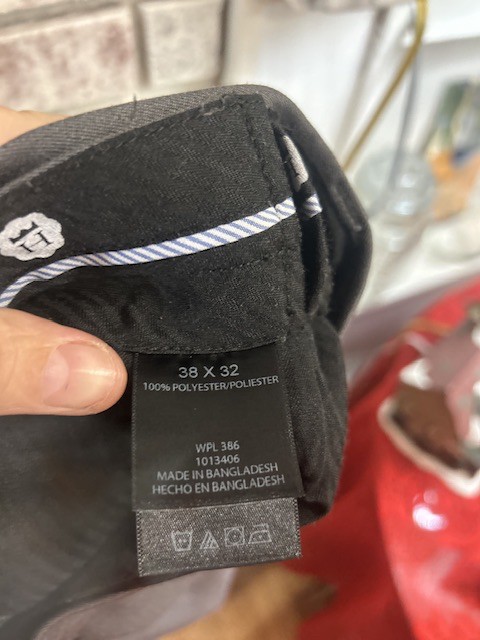 38 X 32
100% POLYESTER/POLIESTER
WPL 386
1013406
MADE IN BANGLADESH
HECHO EN BANGLADESH